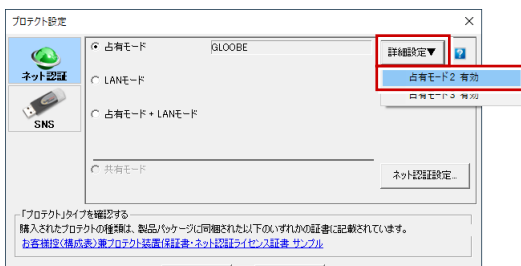 プロテクト設定
占有モード GLOOBE 詳細設定▼
占有モード2 有効
占有モード3 有効
ネット認証
LANモード
SNS
占有モード + LANモード
共有モード
ネット認証設定...
「プロテクト」タイプを確認する
購入されたプロテクトの種類は、製品パッケージに同梱された以下のいずれかの証書に記載されています。
お客様控(構成表)兼プロテクト装置保証書・ネット認証ライセンス証書 サンプル